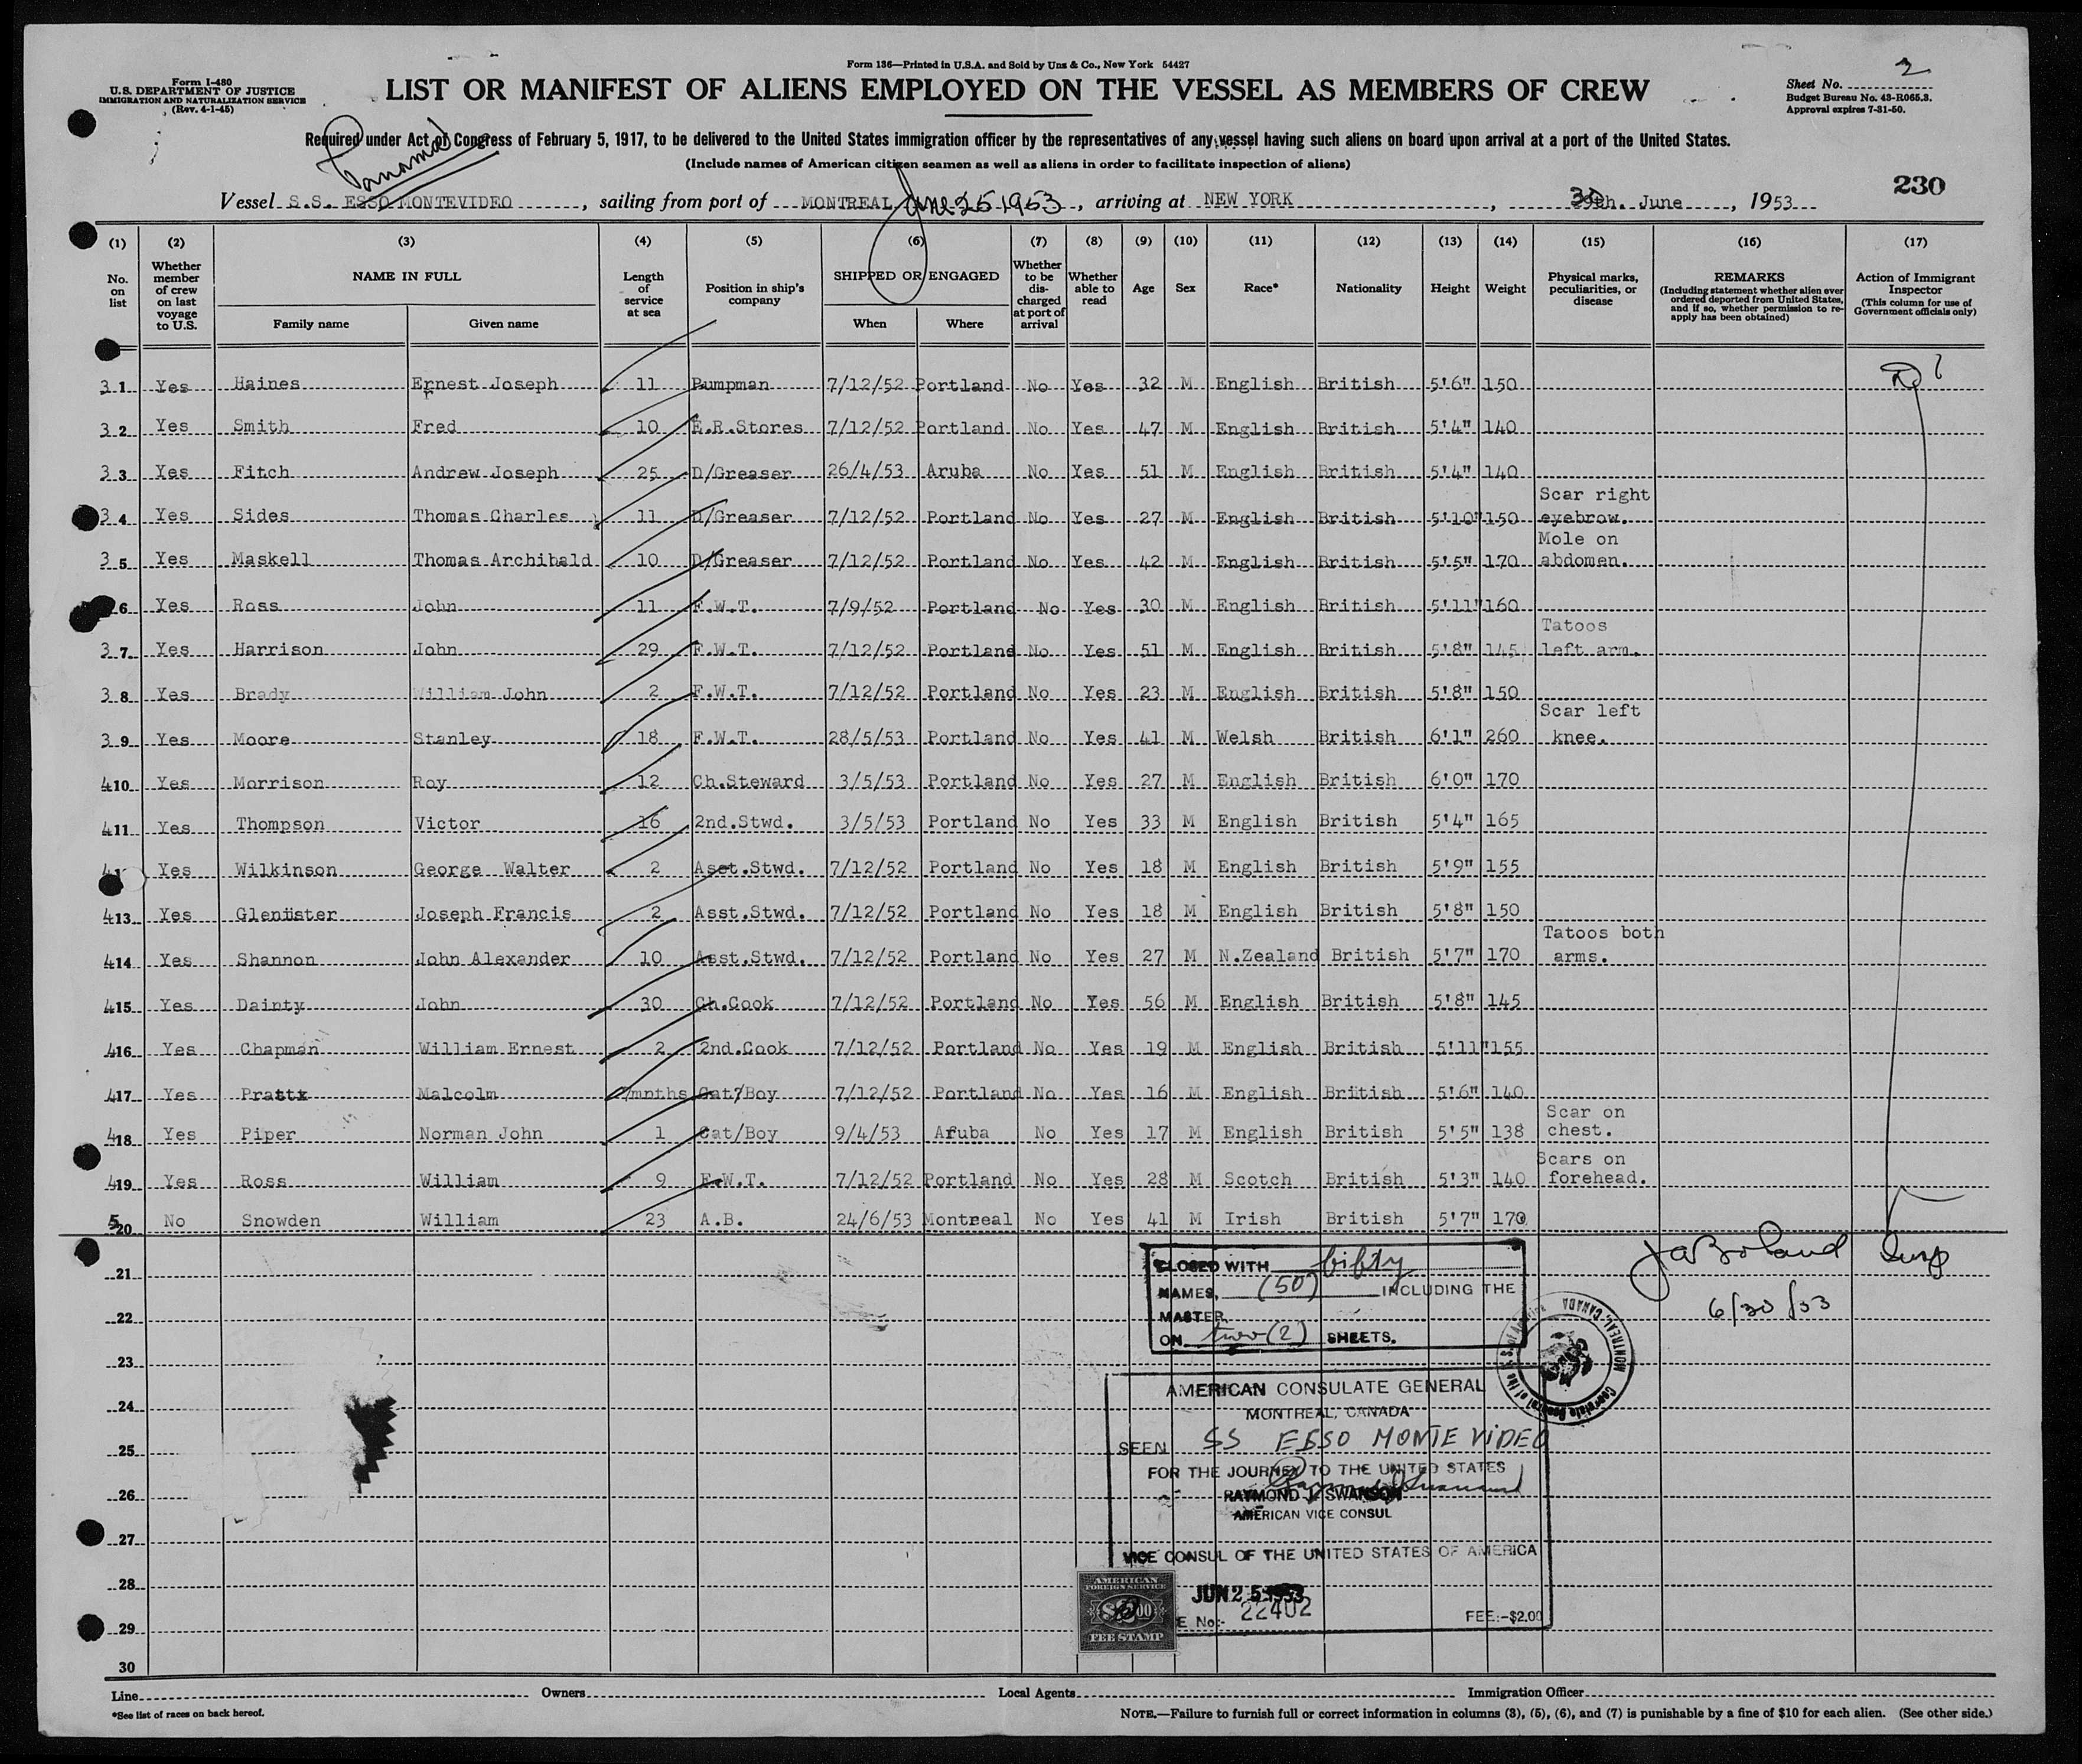 Form 136—Printed in U.S.A. and Sold by Unz & Co., New York 54427
Form I-480
U.S. DEPARTMENT OF JUSTICE
IMMIGRATION AND NATURALIZATION SERVICE
(Rev. 4-1-45)
LIST OR MANIFEST OF ALIENS EMPLOYED ON THE VESSEL AS MEMBERS OF CREW
Sheet No. 2
Budget Bureau No. 43-R065.3.
Approval expires 7-31-50.
Required under Act of Congress of February 5, 1917, to be delivered to the United States immigration officer by the representatives of any vessel having such aliens on board upon arrival at a port of the United States.
(Include names of American citizen seamen as well as aliens in order to facilitate inspection of aliens)
Panama
230
Vessel S.S. ESSO MONTEVIDEO, sailing from port of MONTREAL June 25 1953, arriving at NEW YORK, 30th. June, 1953
(1) (2) (3) (4) (5) (6) (7) (8) (9) (10) (11) (12) (13) (14) (15) (16) (17)
No. on list
Whether member of crew on last voyage to U.S.
NAME IN FULL
Family name
Given name
Length of service at sea
Position in ship's company
SHIPPED OR ENGAGED
When
Where
Whether to be discharged at port of arrival
Whether able to read
Age
Sex
Race*
Nationality
Height
Weight
Physical marks, peculiarities, or disease
REMARKS
(Including statement whether alien ever ordered deported from United States, and if so, whether permission to re-apply has been obtained)
Action of Immigrant Inspector
(This column for use of Government officials only)
31 Yes Haines Ernest Joseph 11 Pumpman 7/12/52 Portland No Yes 32 M English British 5'6" 150
32 Yes Smith Fred 10 E.R.Stores 7/12/52 Portland No Yes 47 M English British 5'4" 140
33 Yes Fitch Andrew Joseph 25 D/Greaser 26/4/53 Aruba No Yes 51 M English British 5'4" 140
34 Yes Sides Thomas Charles 11 D/Greaser 7/12/52 Portland No Yes 27 M English British 5'10" 150 Scar right eyebrow.
35 Yes Maskell Thomas Archibald 10 D/Greaser 7/12/52 Portland No Yes 42 M English British 5'5" 170 Mole on abdomen.
6 Yes Ross John 11 F.W.T. 7/9/52 Portland No Yes 30 M English British 5'11" 160
37 Yes Harrison John 29 F.W.T. 7/12/52 Portland No Yes 51 M English British 5'8" 145 Tatoos left arm.
38 Yes Brady William John 2 F.W.T. 7/12/52 Portland No Yes 23 M English British 5'8" 150
39 Yes Moore Stanley 18 F.W.T. 28/5/53 Portland No Yes 41 M Welsh British 6'1" 260 Scar left knee.
410 Yes Morrison Roy 12 Ch.Steward 3/5/53 Portland No Yes 27 M English British 6'0" 170
411 Yes Thompson Victor 16 2nd.Stwd. 3/5/53 Portland No Yes 33 M English British 5'4" 165
Yes Wilkinson George Walter 2 Asst.Stwd. 7/12/52 Portland No Yes 18 M English British 5'9" 155
413 Yes Glenister Joseph Francis 2 Asst.Stwd. 7/12/52 Portland No Yes 18 M English British 5'8" 150
414 Yes Shannon John Alexander 10 Asst.Stwd. 7/12/52 Portland No Yes 27 M N.Zealand British 5'7" 170 Tatoos both arms.
415 Yes Dainty John 30 Ch.Cook 7/12/52 Portland No Yes 56 M English British 5'8" 145
416 Yes Chapman William Ernest 2 2nd.Cook 7/12/52 Portland No Yes 19 M English British 5'11" 155
417 Yes Pratt Malcolm 7mnths Cat/Boy 7/12/52 Portland No Yes 16 M English British 5'6" 140
418 Yes Piper Norman John 1 Cat/Boy 9/4/53 Aruba No Yes 17 M English British 5'5" 138 Scar on chest.
419 Yes Ross William 9 F.W.T. 7/12/52 Portland No Yes 28 M Scotch British 5'3" 140 Scars on forehead.
520 No Snowden William 23 A.B. 24/6/53 Montreal No Yes 41 M Irish British 5'7" 170
21
22
23
24
25
26
27
28
29
30
CLOSED WITH fifty
NAMES, (50) INCLUDING THE
MASTER,
ON two (2) SHEETS.
J A Boland Insp
6/30/53
AMERICAN CONSULATE GENERAL
MONTREAL, CANADA
SEEN SS ESSO MONTEVIDEO
FOR THE JOURNEY TO THE UNITED STATES
RAYMOND J. SWANSON
AMERICAN VICE CONSUL
VICE CONSUL OF THE UNITED STATES OF AMERICA
JUN 25 1953
E No:- 22402
FEE:-$2.00
AMERICAN
FOREIGN SERVICE
FEE STAMP
MONTREAL, CANADA
Line Owners Local Agents Immigration Officer
*See list of races on back hereof.
NOTE.—Failure to furnish full or correct information in columns (3), (5), (6), and (7) is punishable by a fine of $10 for each alien. (See other side.)